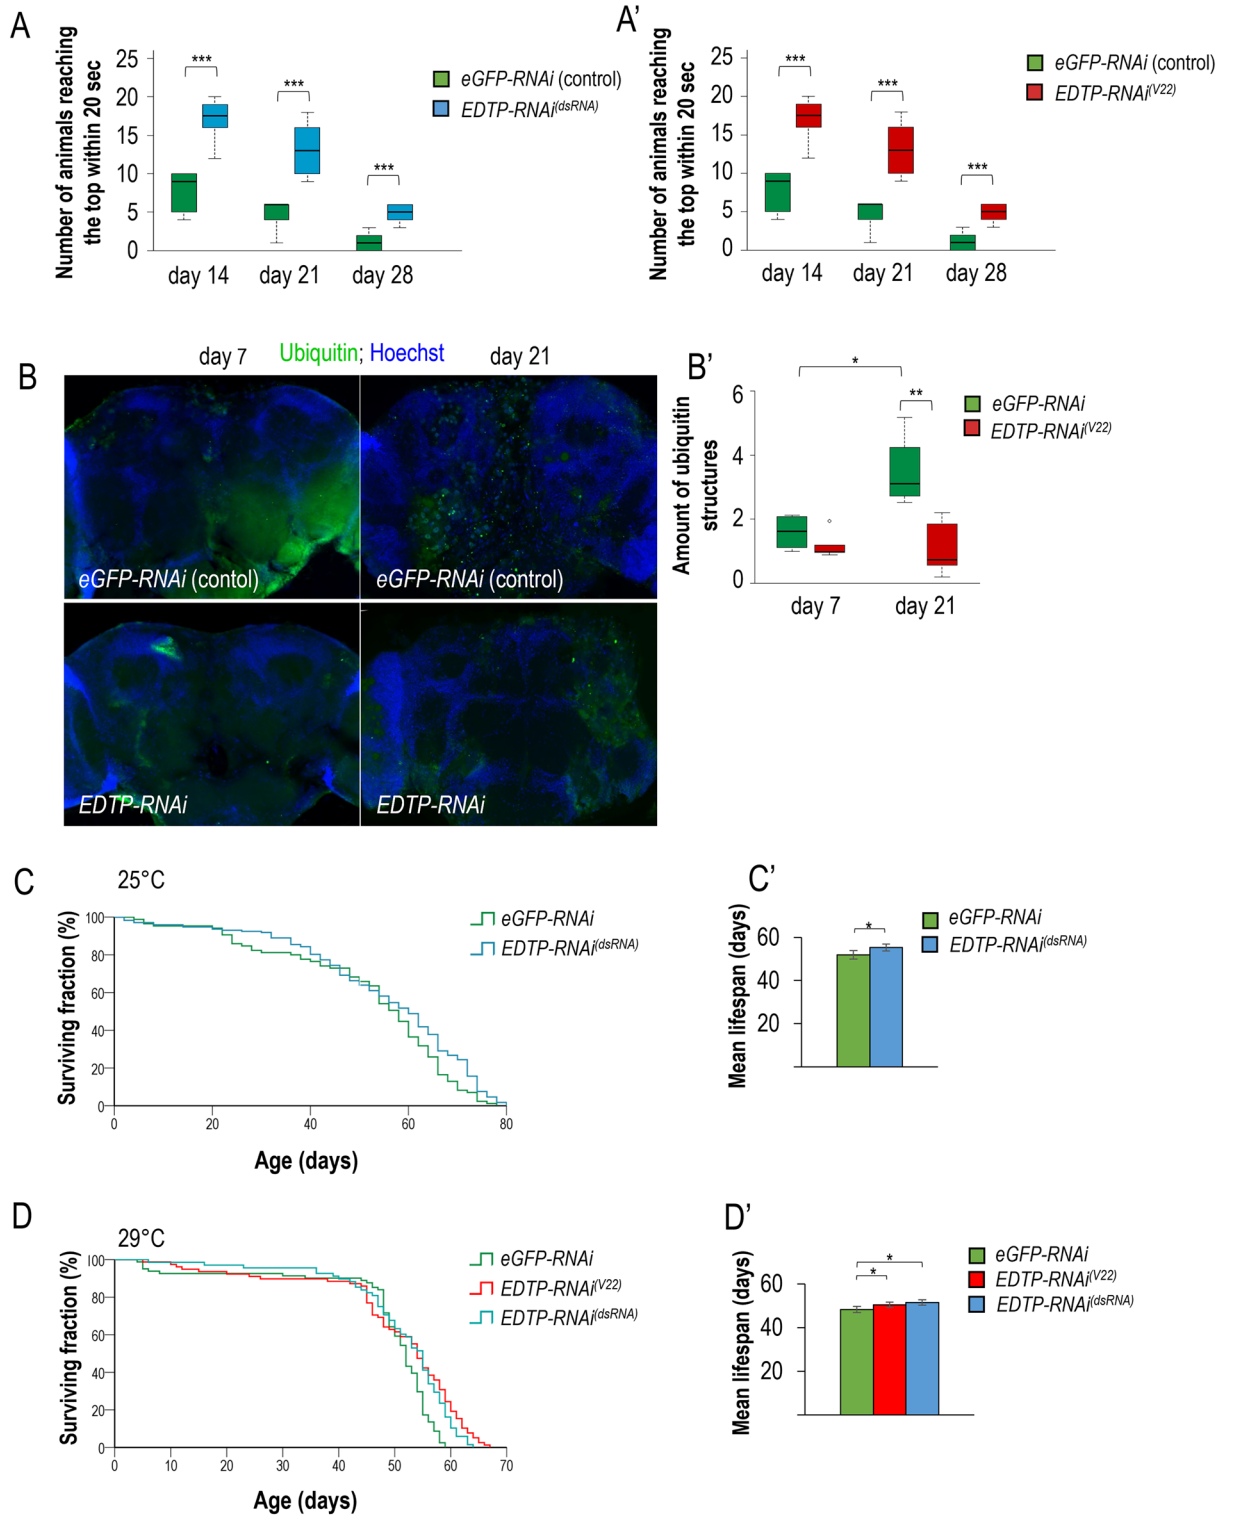 A
Number of animals reaching
the top within 20 sec
25
20
15
10
5
0
***
***
***
day 14
day 21
day 28
eGFP-RNAi (control)
EDTP-RNAi(dsRNA)
A’
Number of animals reaching
the top within 20 sec
25
20
15
10
5
0
***
***
***
day 14
day 21
day 28
eGFP-RNAi (control)
EDTP-RNAi(V22)
B
day 7
Ubiquitin; Hoechst
day 21
eGFP-RNAi (contol)
eGFP-RNAi (control)
EDTP-RNAi
EDTP-RNAi
B’
Amount of ubiquitin
structures
6
4
2
0
*
**
day 7
day 21
eGFP-RNAi
EDTP-RNAi(V22)
C
25°C
Surviving fraction (%)
100
80
60
40
20
0
0
20
40
60
80
Age (days)
eGFP-RNAi
EDTP-RNAi(dsRNA)
C’
Mean lifespan (days)
60
40
20
*
eGFP-RNAi
EDTP-RNAi(dsRNA)
D
29°C
Surviving fraction (%)
100
80
60
40
20
0
0
10
20
30
40
50
60
70
Age (days)
eGFP-RNAi
EDTP-RNAi(V22)
EDTP-RNAi(dsRNA)
D’
Mean lifespan (days)
60
40
20
*
*
eGFP-RNAi
EDTP-RNAi(V22)
EDTP-RNAi(dsRNA)